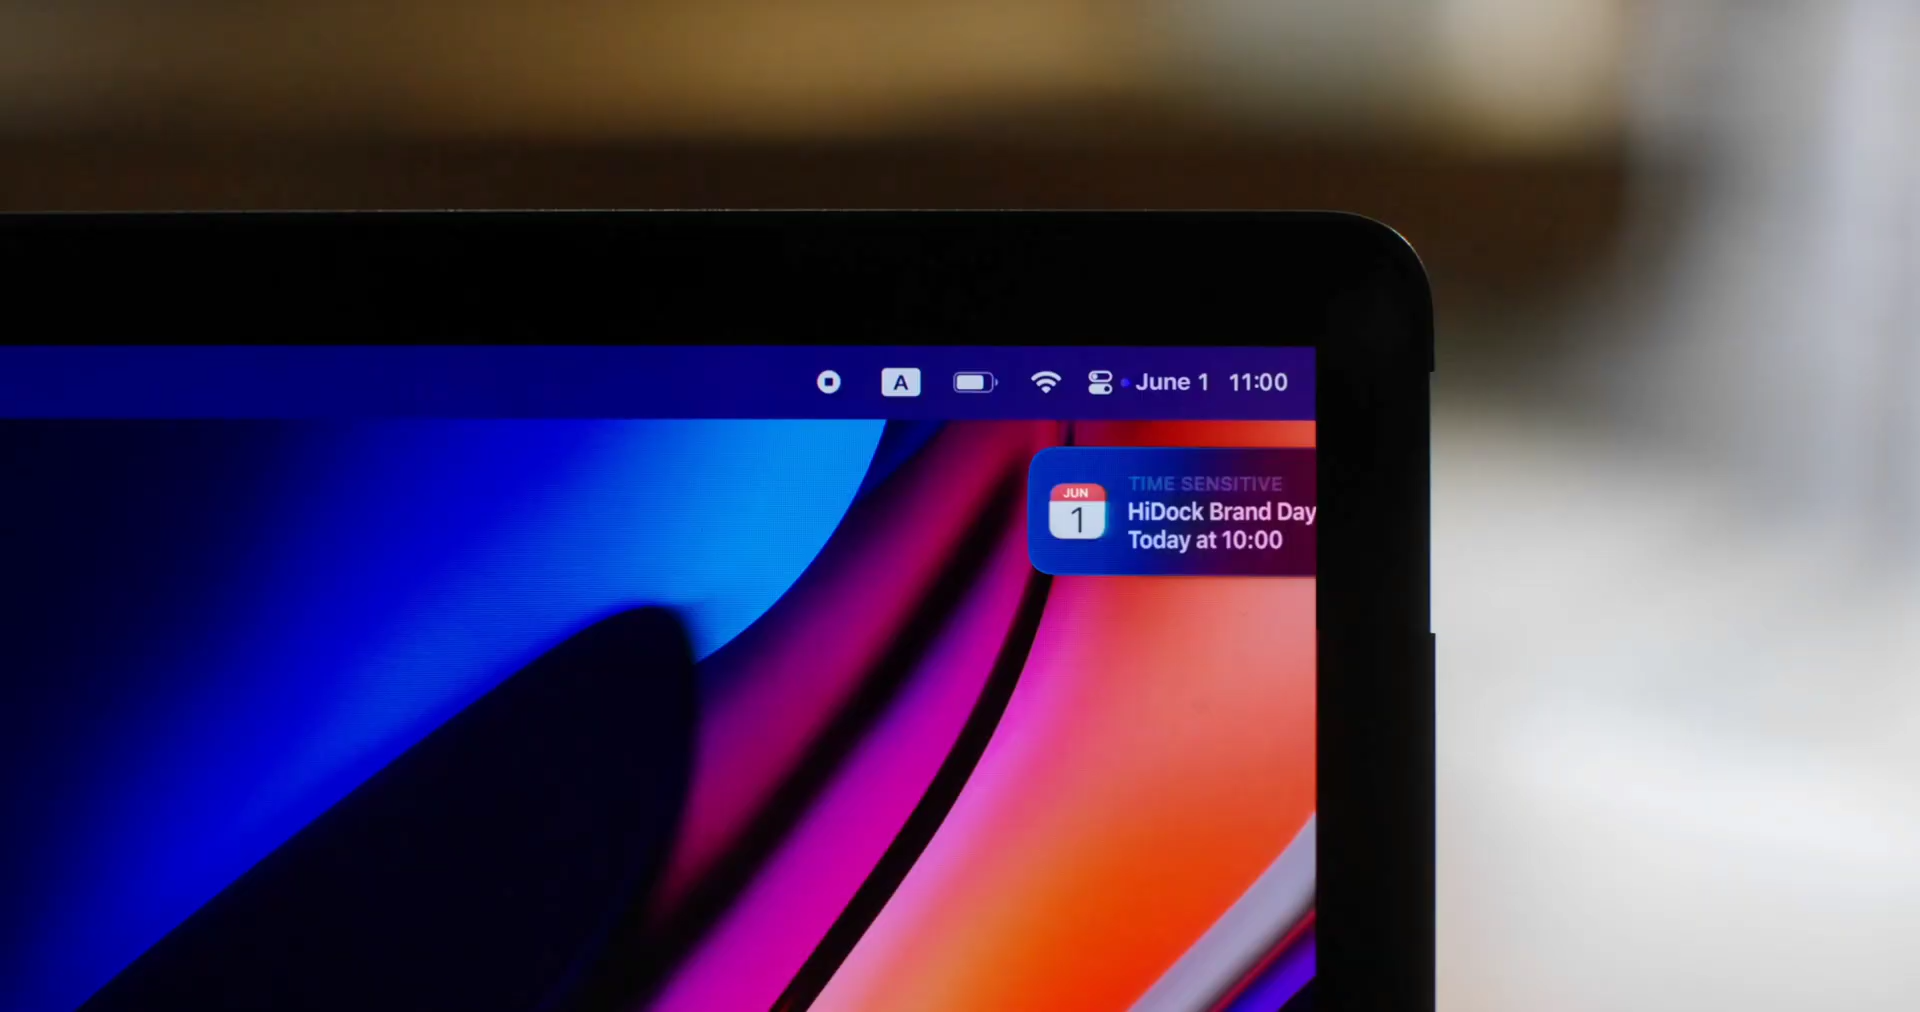 A June 1 11:00
TIME SENSITIVE
JUN
HiDock Brand Day
1
Today at 10:00